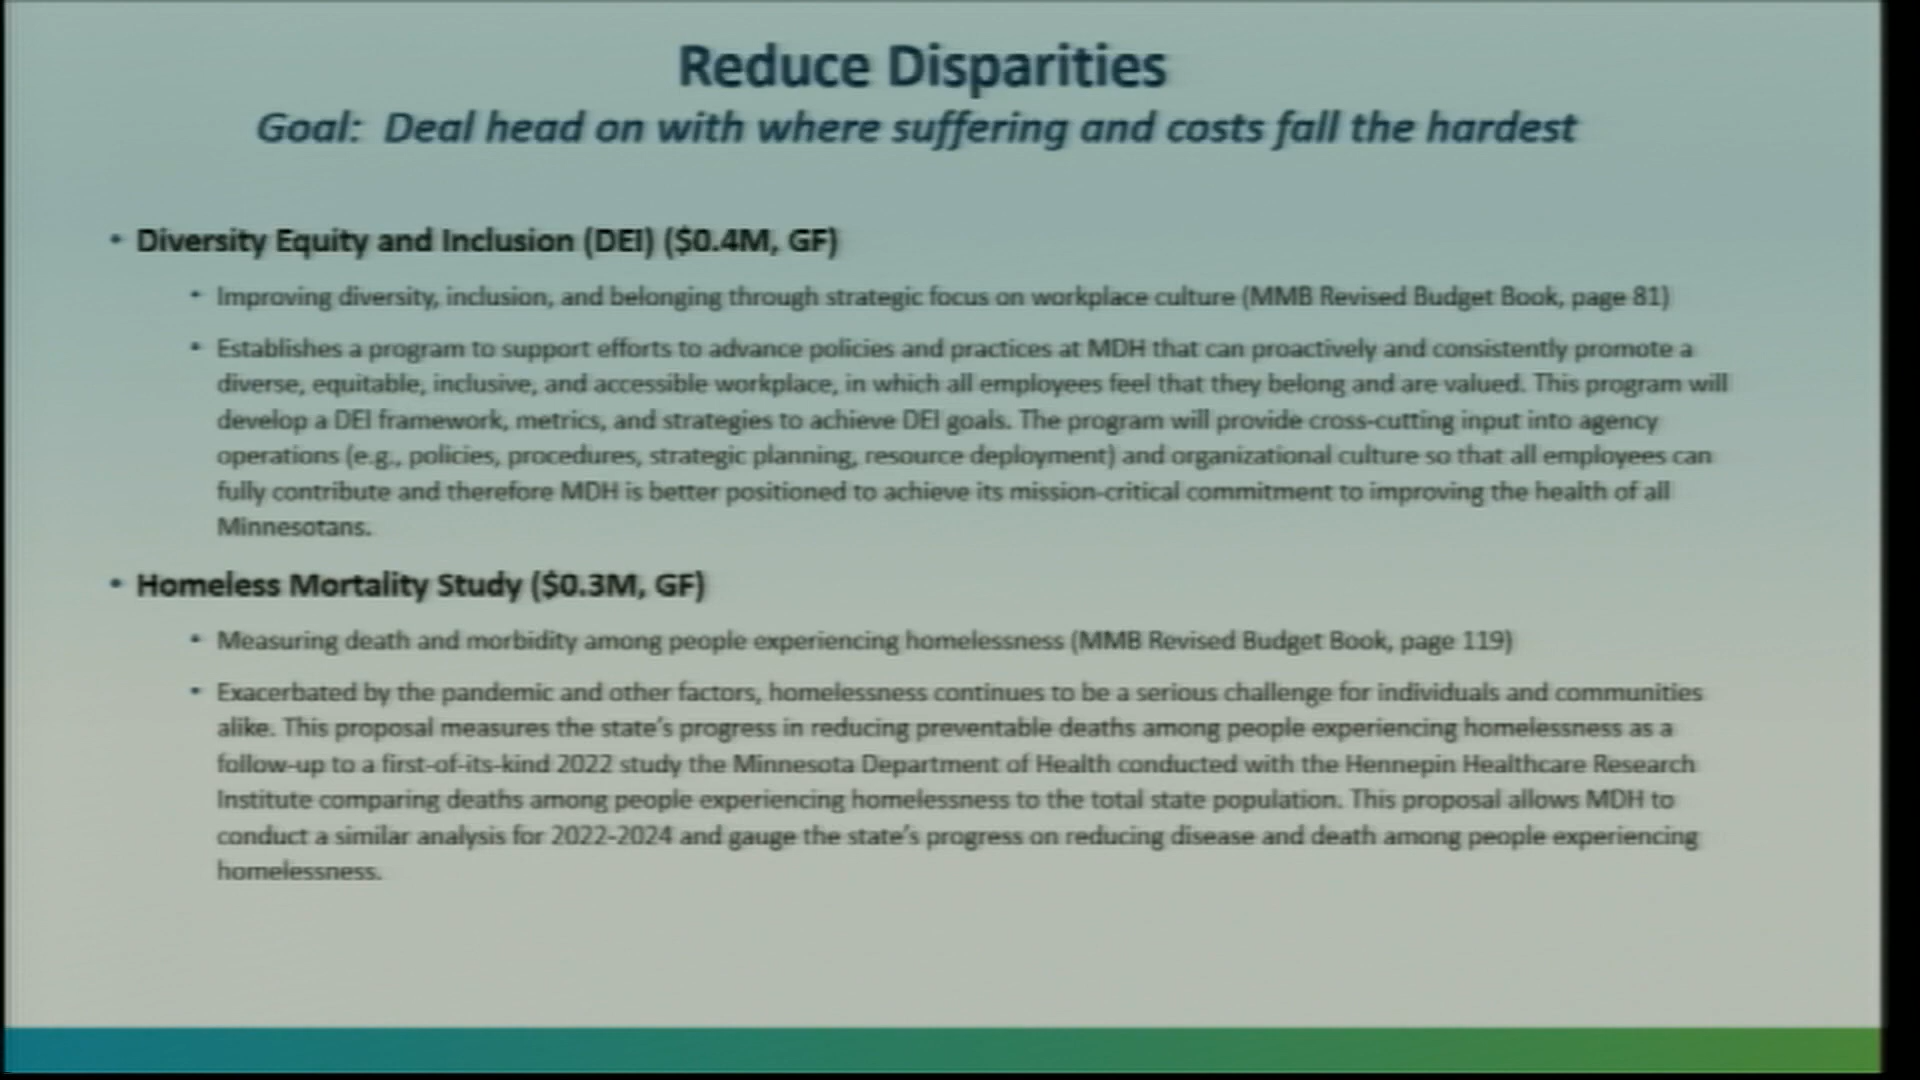 Reduce Disparities
Goal: Deal head on with where suffering and costs fall the hardest
• Diversity Equity and Inclusion (DEI) ($0.4M, GF)
• Improving diversity, inclusion, and belonging through strategic focus on workplace culture (MMB Revised Budget Book, page 81)
• Establishes a program to support efforts to advance policies and practices at MDH that can proactively and consistently promote a
diverse, equitable, inclusive, and accessible workplace, in which all employees feel that they belong and are valued. This program will
develop a DEI framework, metrics, and strategies to achieve DEI goals. The program will provide cross-cutting input into agency
operations (e.g., policies, procedures, strategic planning, resource deployment) and organizational culture so that all employees can
fully contribute and therefore MDH is better positioned to achieve its mission-critical commitment to improving the health of all
Minnesotans.
• Homeless Mortality Study ($0.3M, GF)
• Measuring death and morbidity among people experiencing homelessness (MMB Revised Budget Book, page 119)
• Exacerbated by the pandemic and other factors, homelessness continues to be a serious challenge for individuals and communities
alike. This proposal measures the state's progress in reducing preventable deaths among people experiencing homelessness as a
follow-up to a first-of-its-kind 2022 study the Minnesota Department of Health conducted with the Hennepin Healthcare Research
Institute comparing deaths among people experiencing homelessness to the total state population. This proposal allows MDH to
conduct a similar analysis for 2022-2024 and gauge the state's progress on reducing disease and death among people experiencing
homelessness.